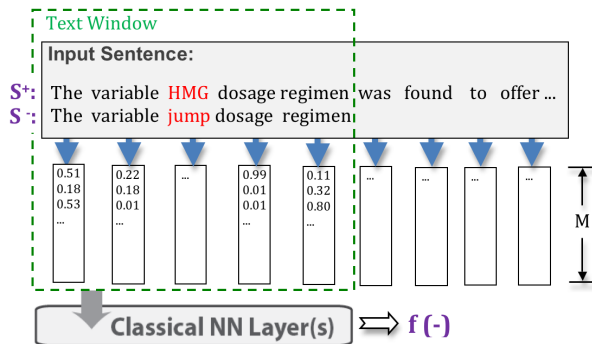 Text Window
Input Sentence:
S+: The variable HMG dosage regimen was found to offer ...
S-: The variable jump dosage regimen
0.51 0.22 ... 0.99 0.11 ... ... ... ...
0.18 0.18 0.01 0.32
0.53 0.01 0.01 0.80
... ... ... ...
M
Classical NN Layer(s) f (-)